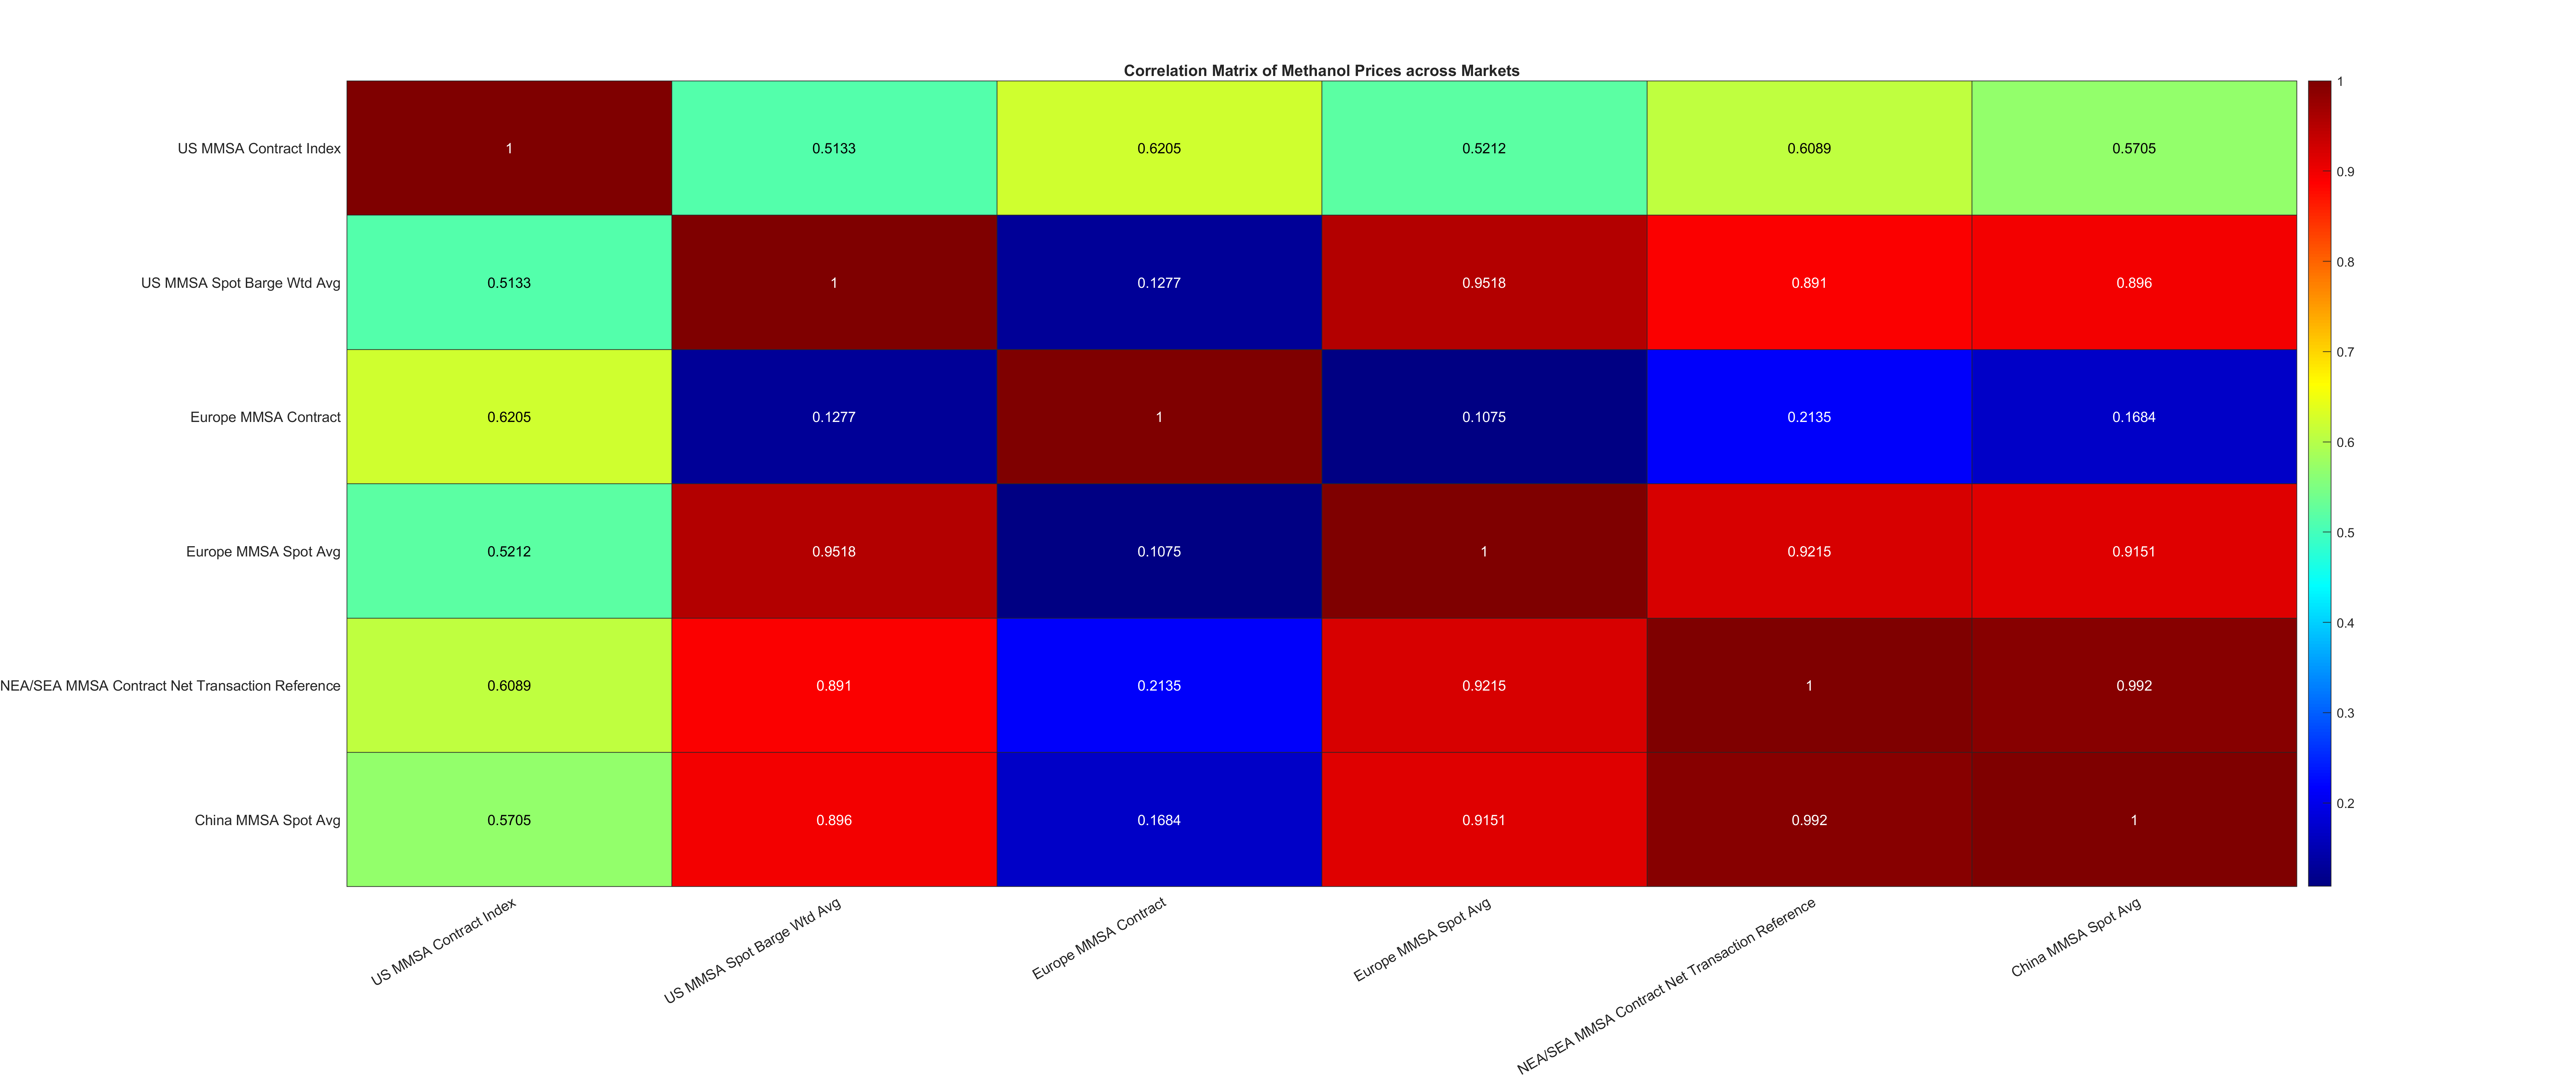 Correlation Matrix of Methanol Prices across Markets
US MMSA Contract Index 1 0.5133 0.6205 0.5212 0.6089 0.5705
US MMSA Spot Barge Wtd Avg 0.5133 1 0.1277 0.9518 0.891 0.896
Europe MMSA Contract 0.6205 0.1277 1 0.1075 0.2135 0.1684
Europe MMSA Spot Avg 0.5212 0.9518 0.1075 1 0.9215 0.9151
NEA/SEA MMSA Contract Net Transaction Reference 0.6089 0.891 0.2135 0.9215 1 0.992
China MMSA Spot Avg 0.5705 0.896 0.1684 0.9151 0.992 1
US MMSA Contract Index
US MMSA Spot Barge Wtd Avg
Europe MMSA Contract
Europe MMSA Spot Avg
NEA/SEA MMSA Contract Net Transaction Reference
China MMSA Spot Avg
1
0.9
0.8
0.7
0.6
0.5
0.4
0.3
0.2